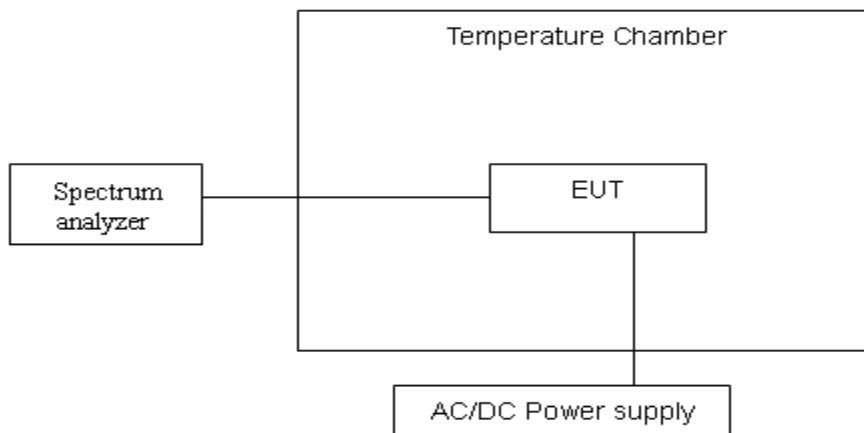 Temperature Chamber
Spectrum
analyzer
EUT
AC/DC Power supply